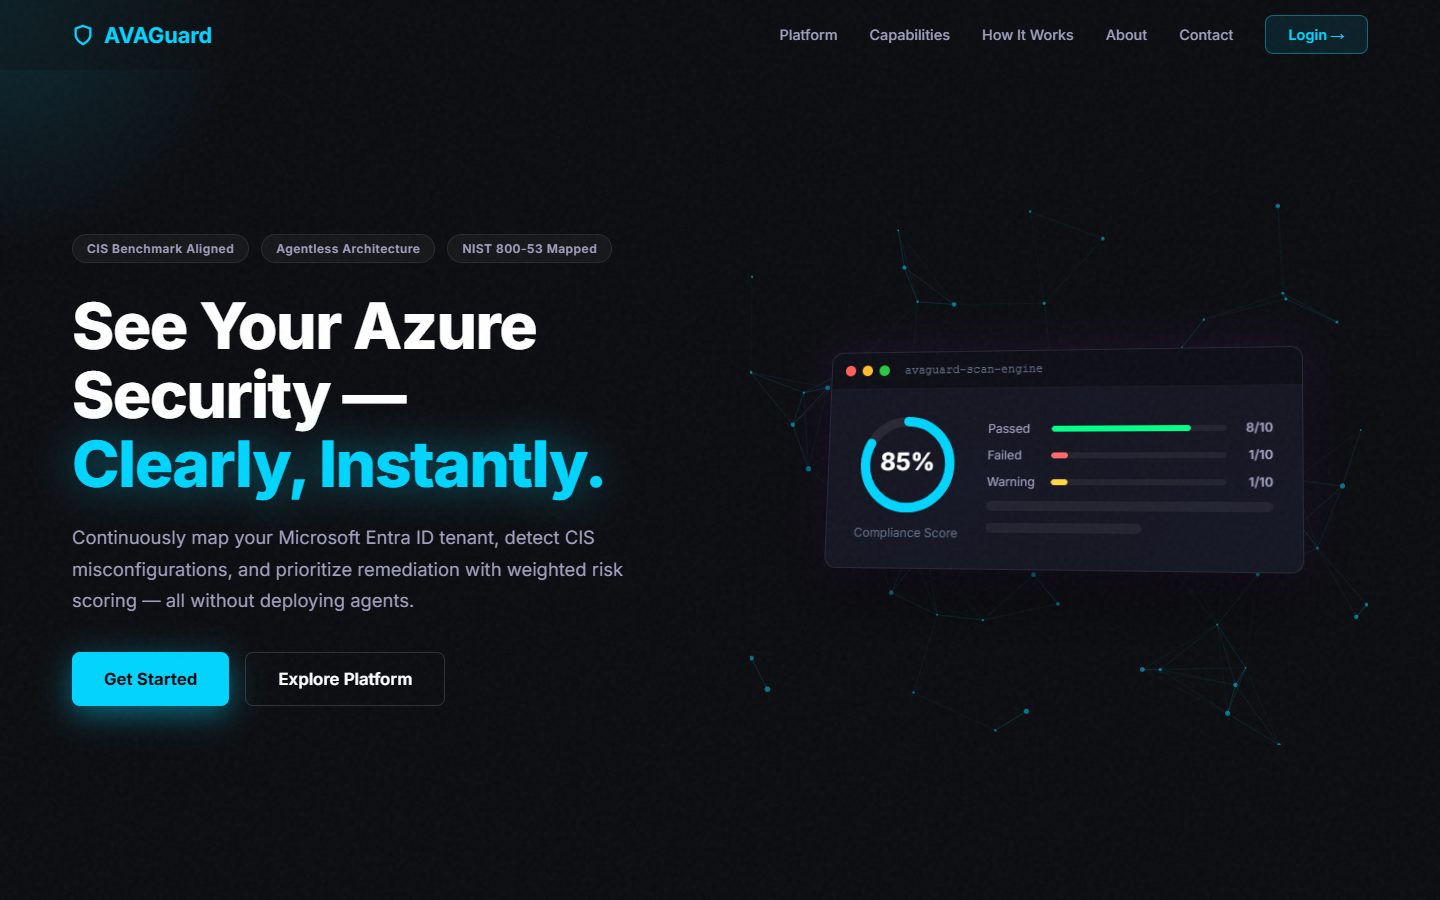 AVAGuard
Platform
Capabilities
How It Works
About
Contact
Login →
CIS Benchmark Aligned
Agentless Architecture
NIST 800-53 Mapped
See Your Azure
Security —
Clearly, Instantly.
Continuously map your Microsoft Entra ID tenant, detect CIS
misconfigurations, and prioritize remediation with weighted risk
scoring — all without deploying agents.
Get Started
Explore Platform
avaguard-scan-engine
85%
Compliance Score
Passed 8/10
Failed 1/10
Warning 1/10